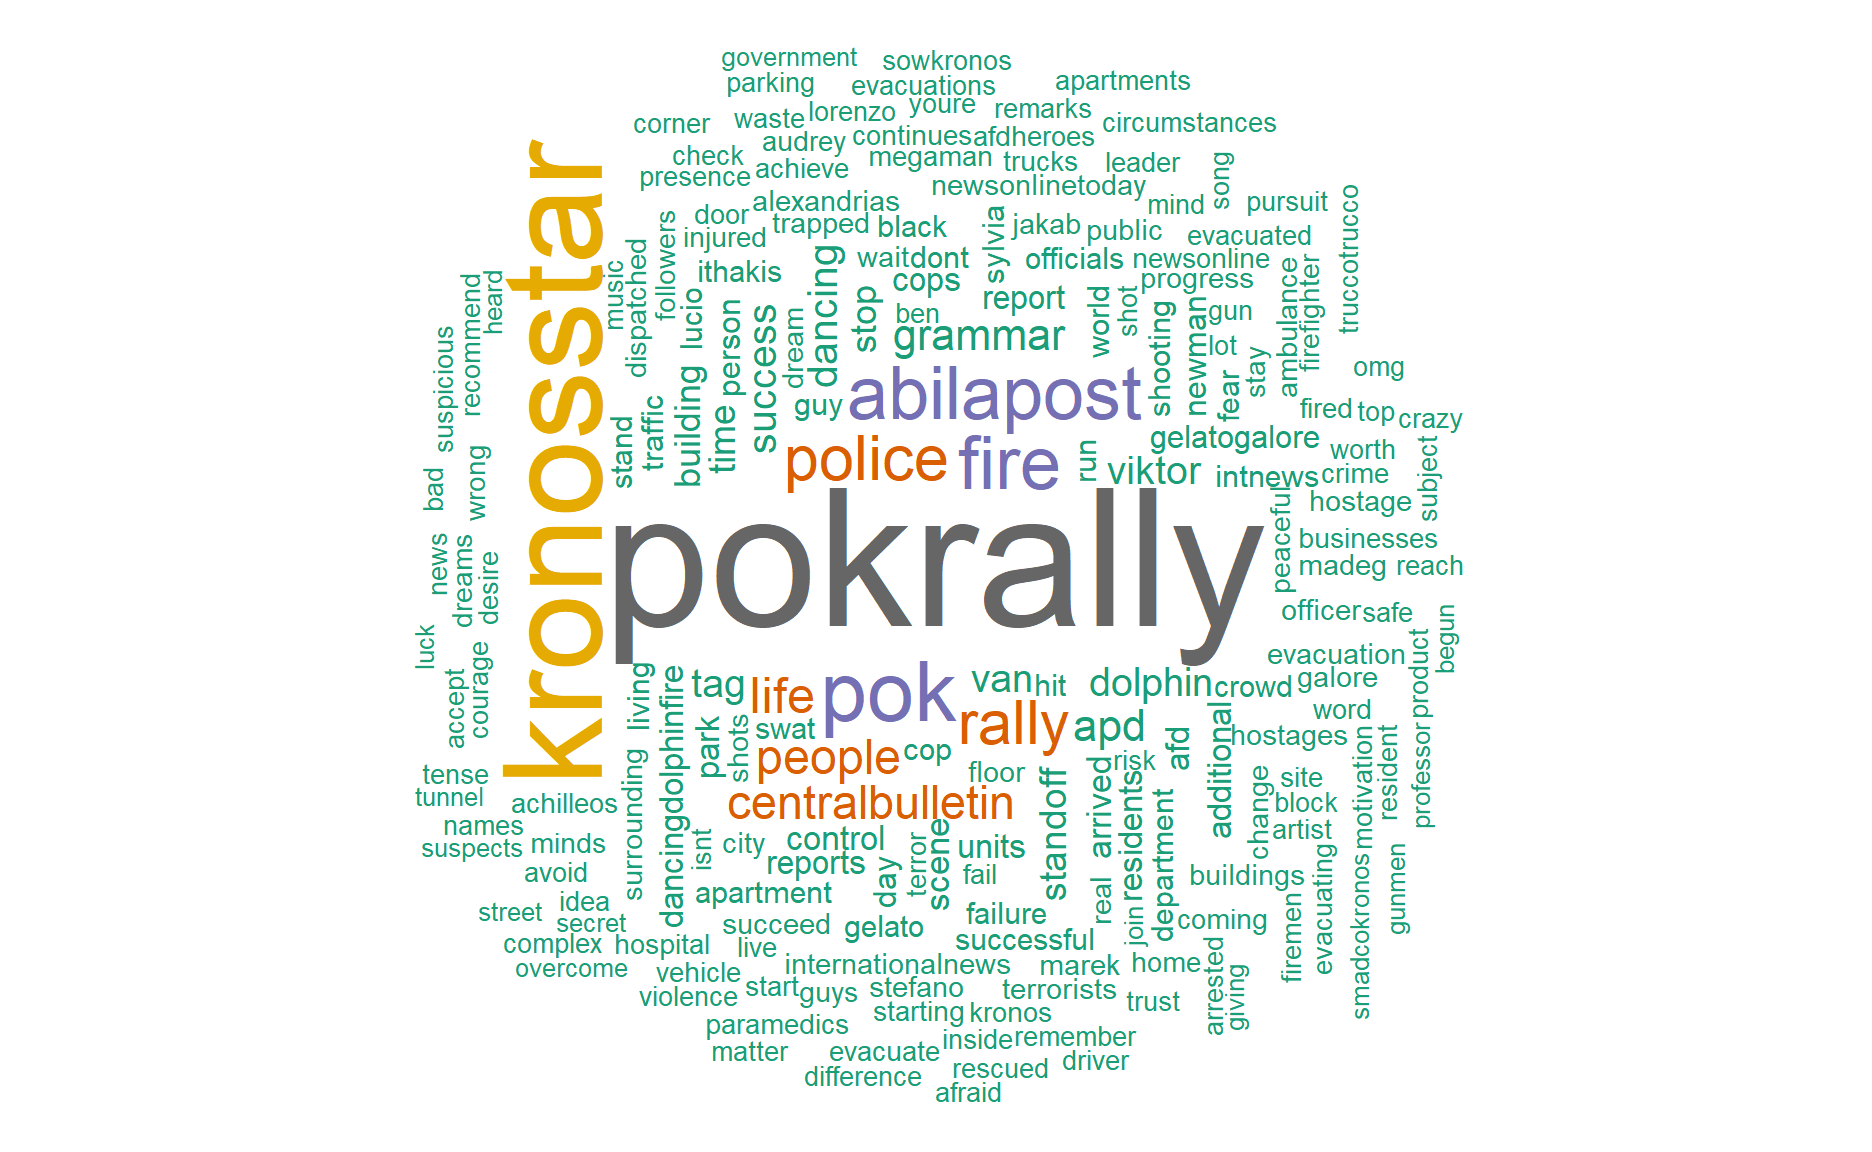 government sowkronos
parking evacuations apartments
corner waste lorenzo youre remarks circumstances
audrey continues afdheroes
check achieve megaman trucks leader song
presence newsonlinetoday
alexandrias mind pursuit truccotrucco
door trapped black sylvia jakab public evacuated
injured followers dispatched music
ithakis dancing wait dont officials newsonline
cops progress
heard recommend suspicious
kronosstar
lucio person success dream stop ben report world shot gun ambulance firefighter
grammar shooting newman lot stay omg
building time guy abilapost fear fired top crazy
stand traffic gelatogalore worth
police fire run viktor intnews crime subject
bad wrong hostage
pokrally
peaceful businesses
news dreams desire madeg reach
officer safe
luck accept courage evacuation product begun
living dancingdolphinfire tag life pok van hit dolphin crowd galore
park shots swat rally apd additional word
people cop risk afd hostages motivation resident professor
tense floor site
tunnel achilleos surrounding centralbulletin standoff arrived residents department change block
names artist
suspects minds isnt city control scene units
avoid reports day terror fail real buildings
idea apartment gunmen
street secret succeed gelato failure join coming firemen evacuating smadcokronos
complex hospital live successful
overcome vehicle internationalnews marek home arrested giving
violence start guys stefano terrorists trust
paramedics starting kronos
matter evacuate inside remember
difference rescued driver
afraid